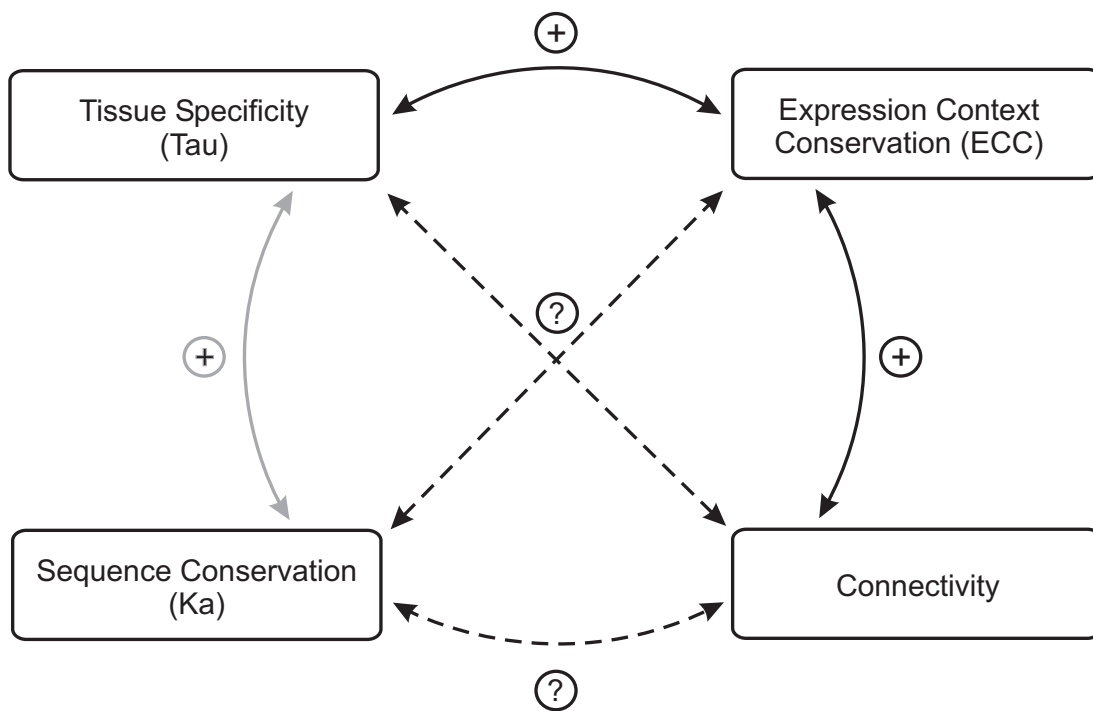 +
Tissue Specificity
(Tau)
Expression Context
Conservation (ECC)
?
+
+
Sequence Conservation
(Ka)
Connectivity
?